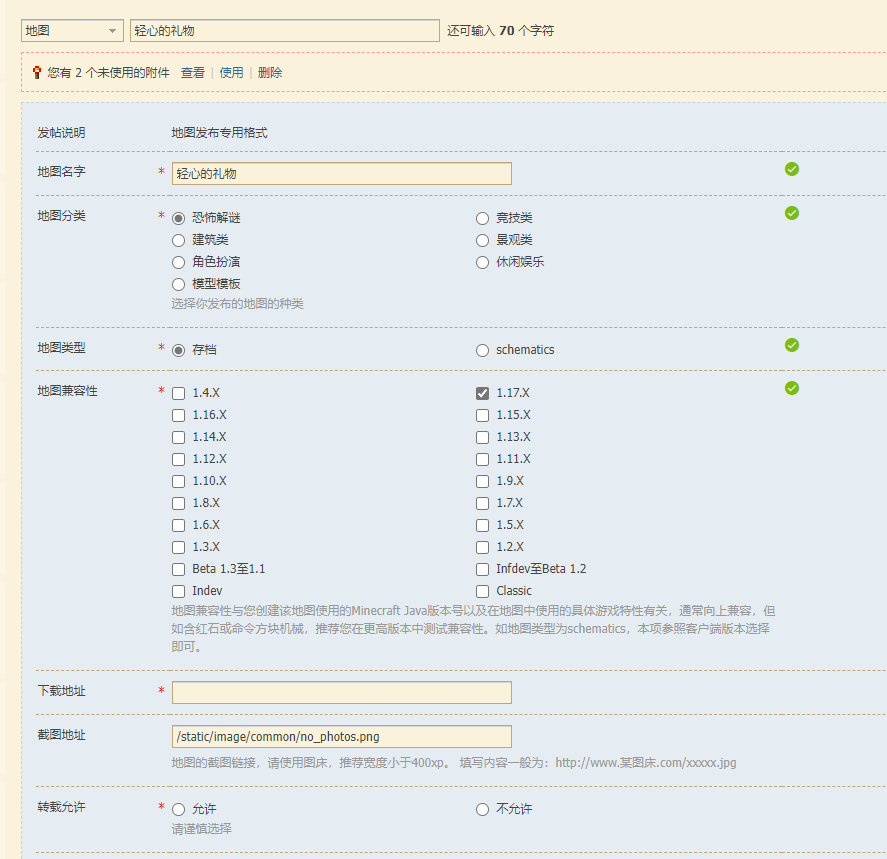 地图 轻心的礼物 还可输入 70 个字符
您有 2 个未使用的附件 查看 | 使用 | 删除
发帖说明 地图发布专用格式
地图名字 * 轻心的礼物
地图分类 * 恐怖解谜 竞技类
建筑类 景观类
角色扮演 休闲娱乐
模型模板
选择你发布的地图的种类
地图类型 * 存档 schematics
地图兼容性 * 1.4.X 1.17.X
1.16.X 1.15.X
1.14.X 1.13.X
1.12.X 1.11.X
1.10.X 1.9.X
1.8.X 1.7.X
1.6.X 1.5.X
1.3.X 1.2.X
Beta 1.3至1.1 Infdev至Beta 1.2
Indev Classic
地图兼容性与您创建该地图使用的Minecraft Java版本号以及在地图中使用的具体游戏特性有关，通常向上兼容，但
如含红石或命令方块机械，推荐您在更高版本中测试兼容性。如地图类型为schematics，本项参照客户端版本选择
即可。
下载地址 *
截图地址 /static/image/common/no_photos.png
地图的截图链接，请使用图床，推荐宽度小于400xp。 填写内容一般为：http://www.某图床.com/xxxxx.jpg
转载允许 * 允许 不允许
请谨慎选择